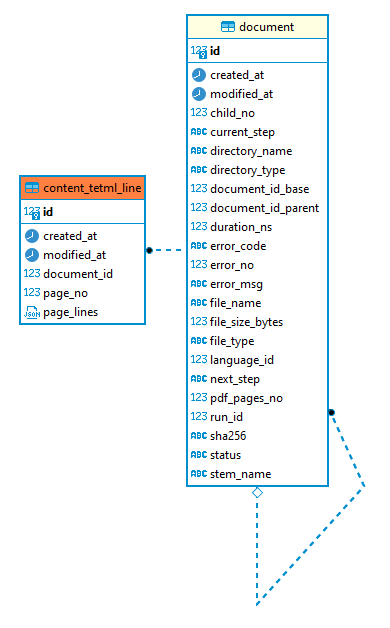 document
123 id
created_at
modified_at
123 child_no
ABC current_step
ABC directory_name
ABC directory_type
123 document_id_base
123 document_id_parent
123 duration_ns
ABC error_code
123 error_no
ABC error_msg
ABC file_name
123 file_size_bytes
ABC file_type
123 language_id
ABC next_step
123 pdf_pages_no
123 run_id
ABC sha256
ABC status
ABC stem_name
content_tetml_line
123 id
created_at
modified_at
123 document_id
123 page_no
JSON page_lines